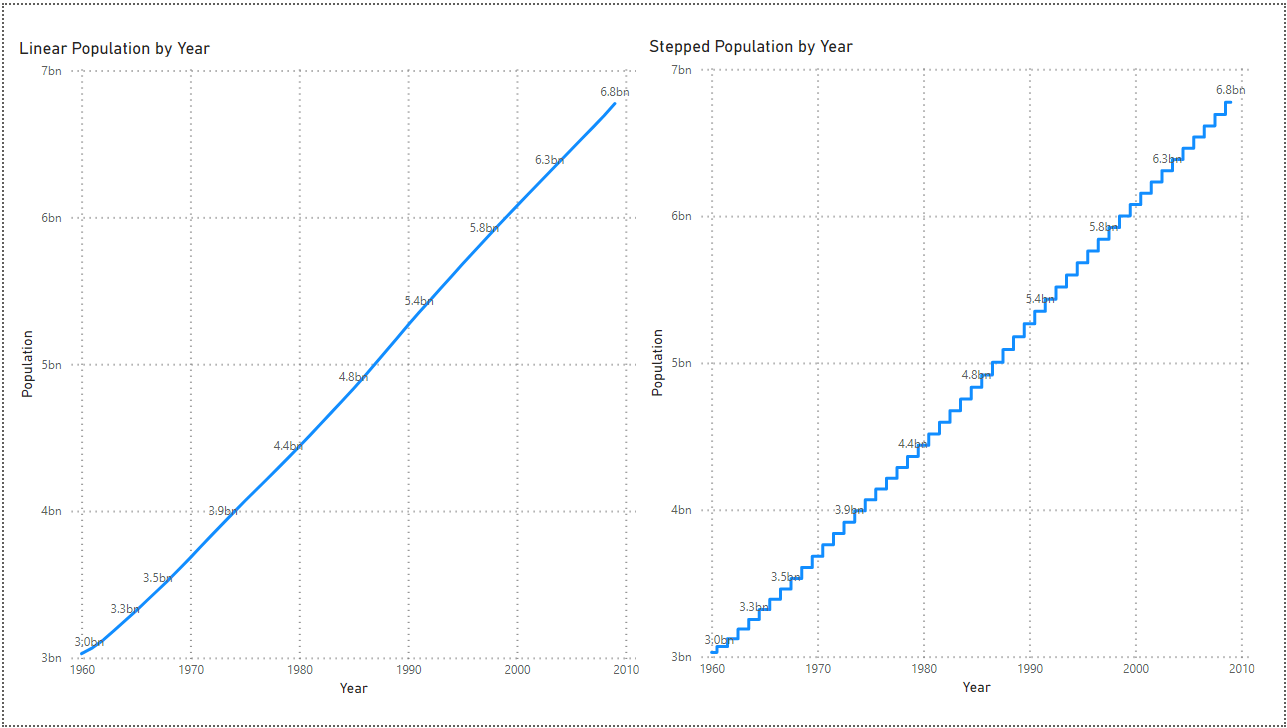 Linear Population by Year
7bn
6bn
5bn
4bn
3bn
Population
3.0bn
3.3bn
3.5bn
3.9bn
4.4bn
4.8bn
5.4bn
5.8bn
6.3bn
6.8bn
1960 1970 1980 1990 2000 2010
Year
Stepped Population by Year
7bn
6bn
5bn
4bn
3bn
Population
3.0bn
3.3bn
3.5bn
3.9bn
4.4bn
4.8bn
5.4bn
5.8bn
6.3bn
6.8bn
1960 1970 1980 1990 2000 2010
Year